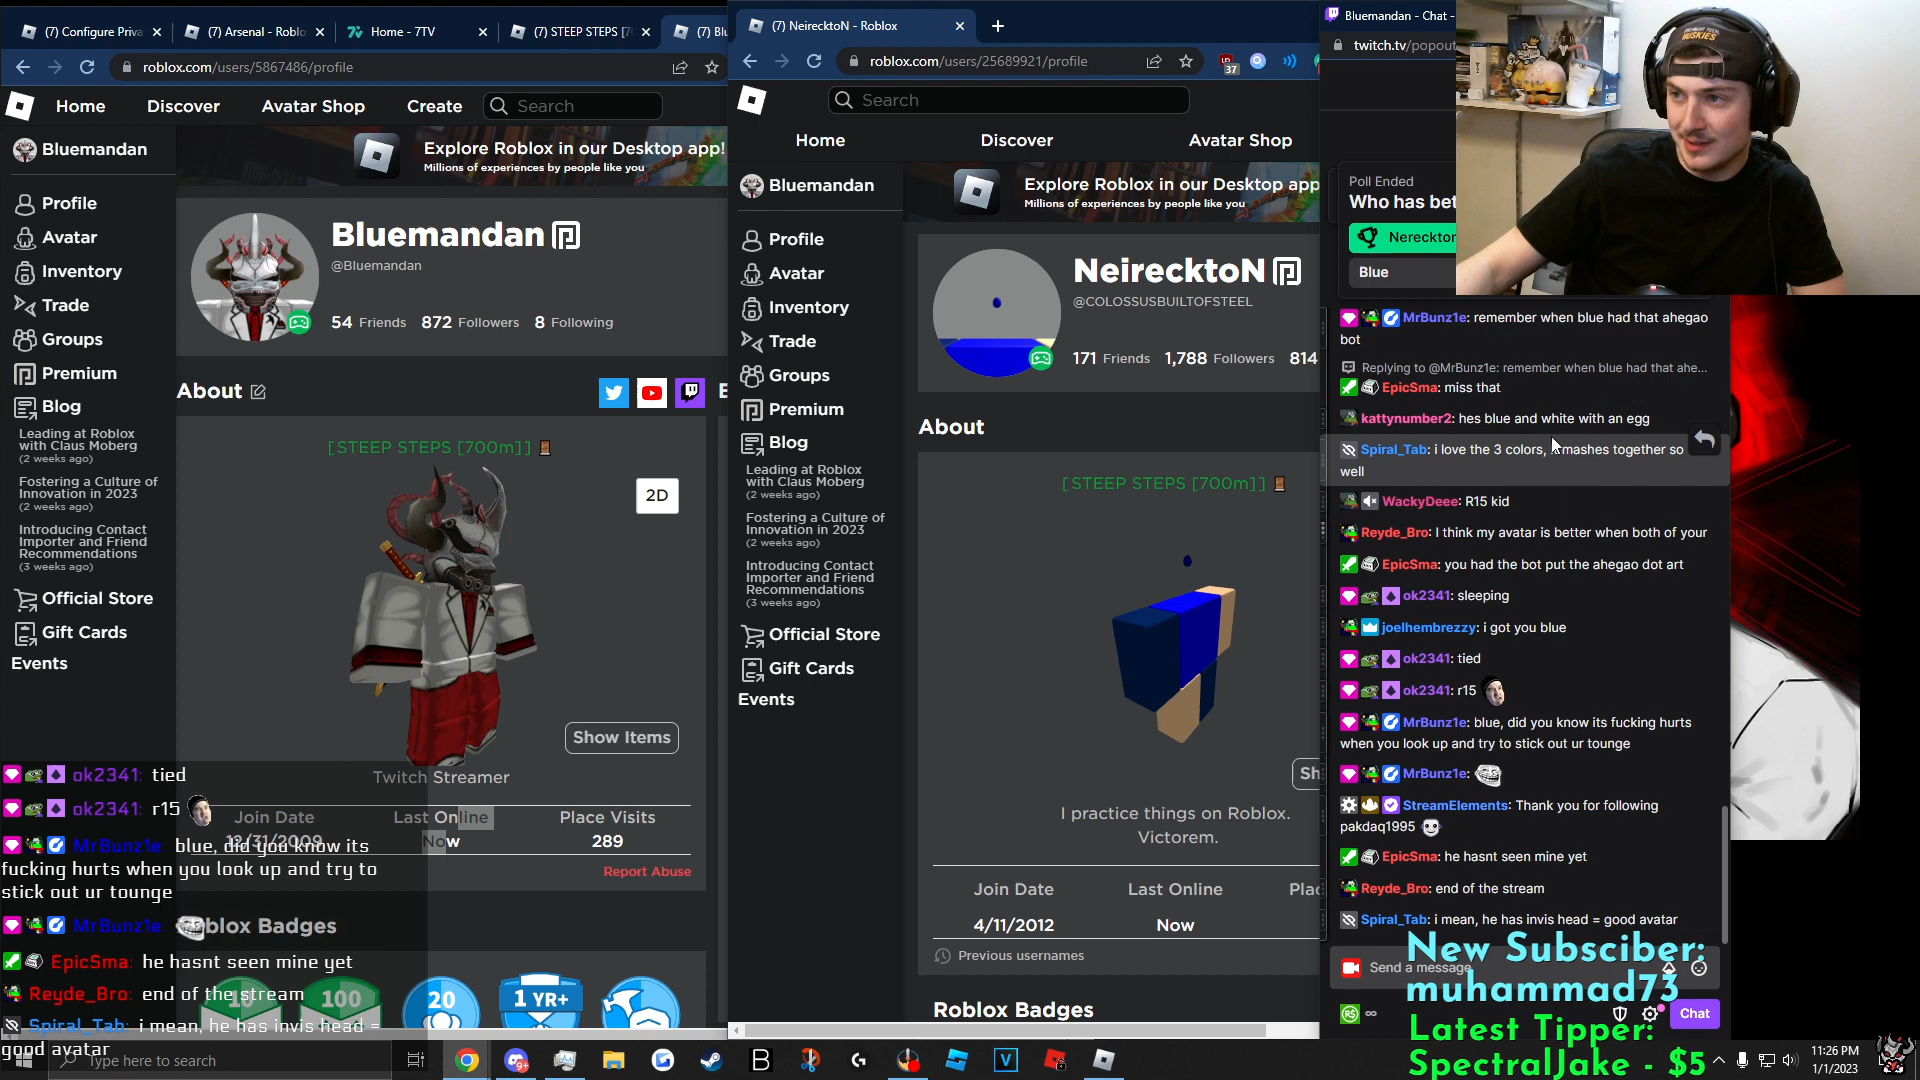 (7) Configure Priva
(7) Arsenal - Roblo
Home - 7TV
(7) STEEP STEPS [7
(7) Bl
roblox.com/users/5867486/profile
Home
Discover
Avatar Shop
Create
Search
Bluemandan
Explore Roblox in our Desktop app!
Millions of experiences by people like you
Profile
Avatar
Inventory
Trade
Groups
Premium
Blog
Leading at Roblox
with Claus Moberg
(2 weeks ago)
Fostering a Culture of
Innovation in 2023
(2 weeks ago)
Introducing Contact
Importer and Friend
Recommendations
(3 weeks ago)
Official Store
Gift Cards
Events
Bluemandan
@Bluemandan
54 Friends 872 Followers 8 Following
About
[STEEP STEPS [700m]]
2D
Show Items
Twitch Streamer
Join Date
Last Online
Place Visits
12/31/2009
Now
289
Report Abuse
Roblox Badges
10
100
20
1 YR+
ok2341: tied
ok2341: r15
MrBunz1e: blue, did you know its
fucking hurts when you look up and try to
stick out ur tounge
MrBunz1e:
EpicSma: he hasnt seen mine yet
Reyde_Bro: end of the stream
Spiral_Tab: i mean, he has invis head =
good avatar
Type here to search
(7) NeirecktoN - Roblox
roblox.com/users/25689921/profile
37
Search
Home
Discover
Avatar Shop
Bluemandan
Explore Roblox in our Desktop app
Millions of experiences by people like you
Profile
Avatar
Inventory
Trade
Groups
Premium
Blog
Leading at Roblox
with Claus Moberg
(2 weeks ago)
Fostering a Culture of
Innovation in 2023
(2 weeks ago)
Introducing Contact
Importer and Friend
Recommendations
(3 weeks ago)
Official Store
Gift Cards
Events
NeirecktoN
@COLOSSUSBUILTOFSTEEL
171 Friends 1,788 Followers 814
About
[STEEP STEPS [700m]]
Sh
I practice things on Roblox.
Victorem.
Join Date
Last Online
Plac
4/11/2012
Now
Previous usernames
Roblox Badges
Bluemandan - Chat -
twitch.tv/popout
Poll Ended
Who has bet
Nerecktor
Blue
MrBunz1e: remember when blue had that ahegao
bot
Replying to @MrBunz1e: remember when blue had that ahe...
EpicSma: miss that
kattynumber2: hes blue and white with an egg
Spiral_Tab: i love the 3 colors, smashes together so
well
WackyDeee: R15 kid
Reyde_Bro: I think my avatar is better when both of your
EpicSma: you had the bot put the ahegao dot art
ok2341: sleeping
joelhembrezzy: i got you blue
ok2341: tied
ok2341: r15
MrBunz1e: blue, did you know its fucking hurts
when you look up and try to stick out ur tounge
MrBunz1e:
StreamElements: Thank you for following
pakdaq1995
EpicSma: he hasnt seen mine yet
Reyde_Bro: end of the stream
Spiral_Tab: i mean, he has invis head = good avatar
Send a message
Chat
New Subsciber:
muhammad73
Latest Tipper:
SpectralJake - $5
11:26 PM
1/1/2023